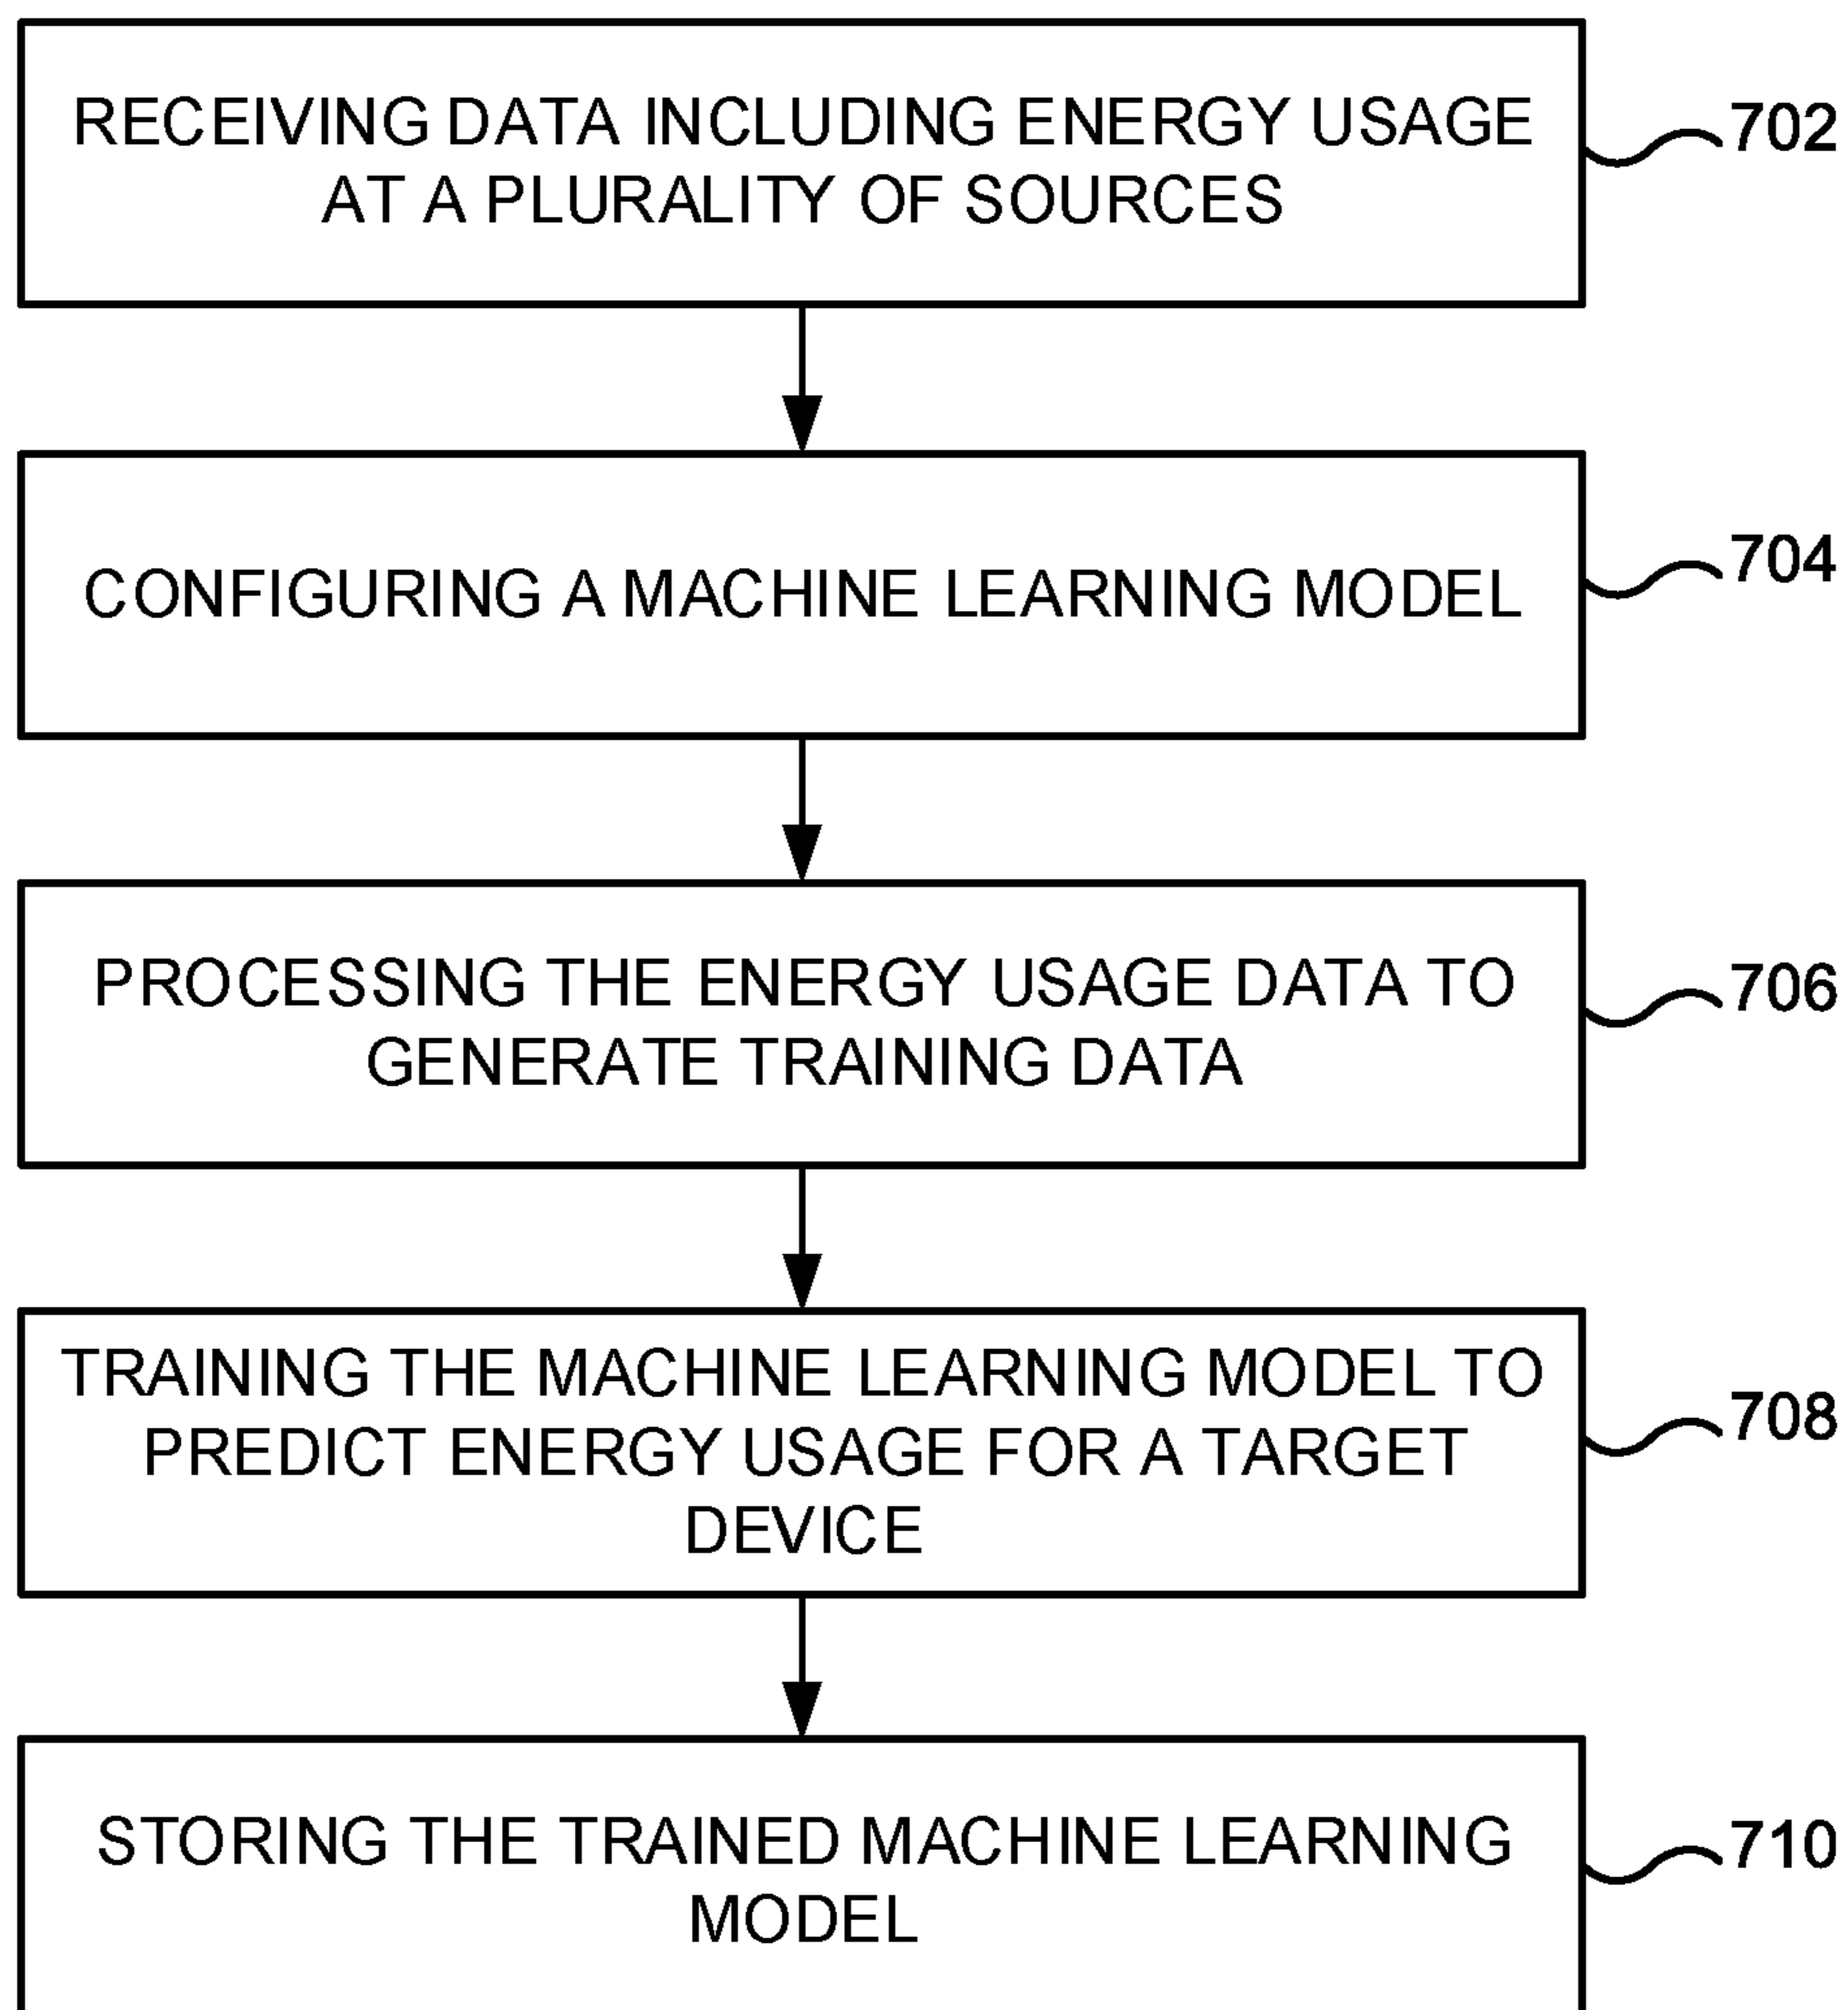 RECEIVING DATA INCLUDING ENERGY USAGE
AT A PLURALITY OF SOURCES
702
CONFIGURING A MACHINE LEARNING MODEL
704
PROCESSING THE ENERGY USAGE DATA TO
GENERATE TRAINING DATA
706
TRAINING THE MACHINE LEARNING MODEL TO
PREDICT ENERGY USAGE FOR A TARGET
DEVICE
708
STORING THE TRAINED MACHINE LEARNING
MODEL
710